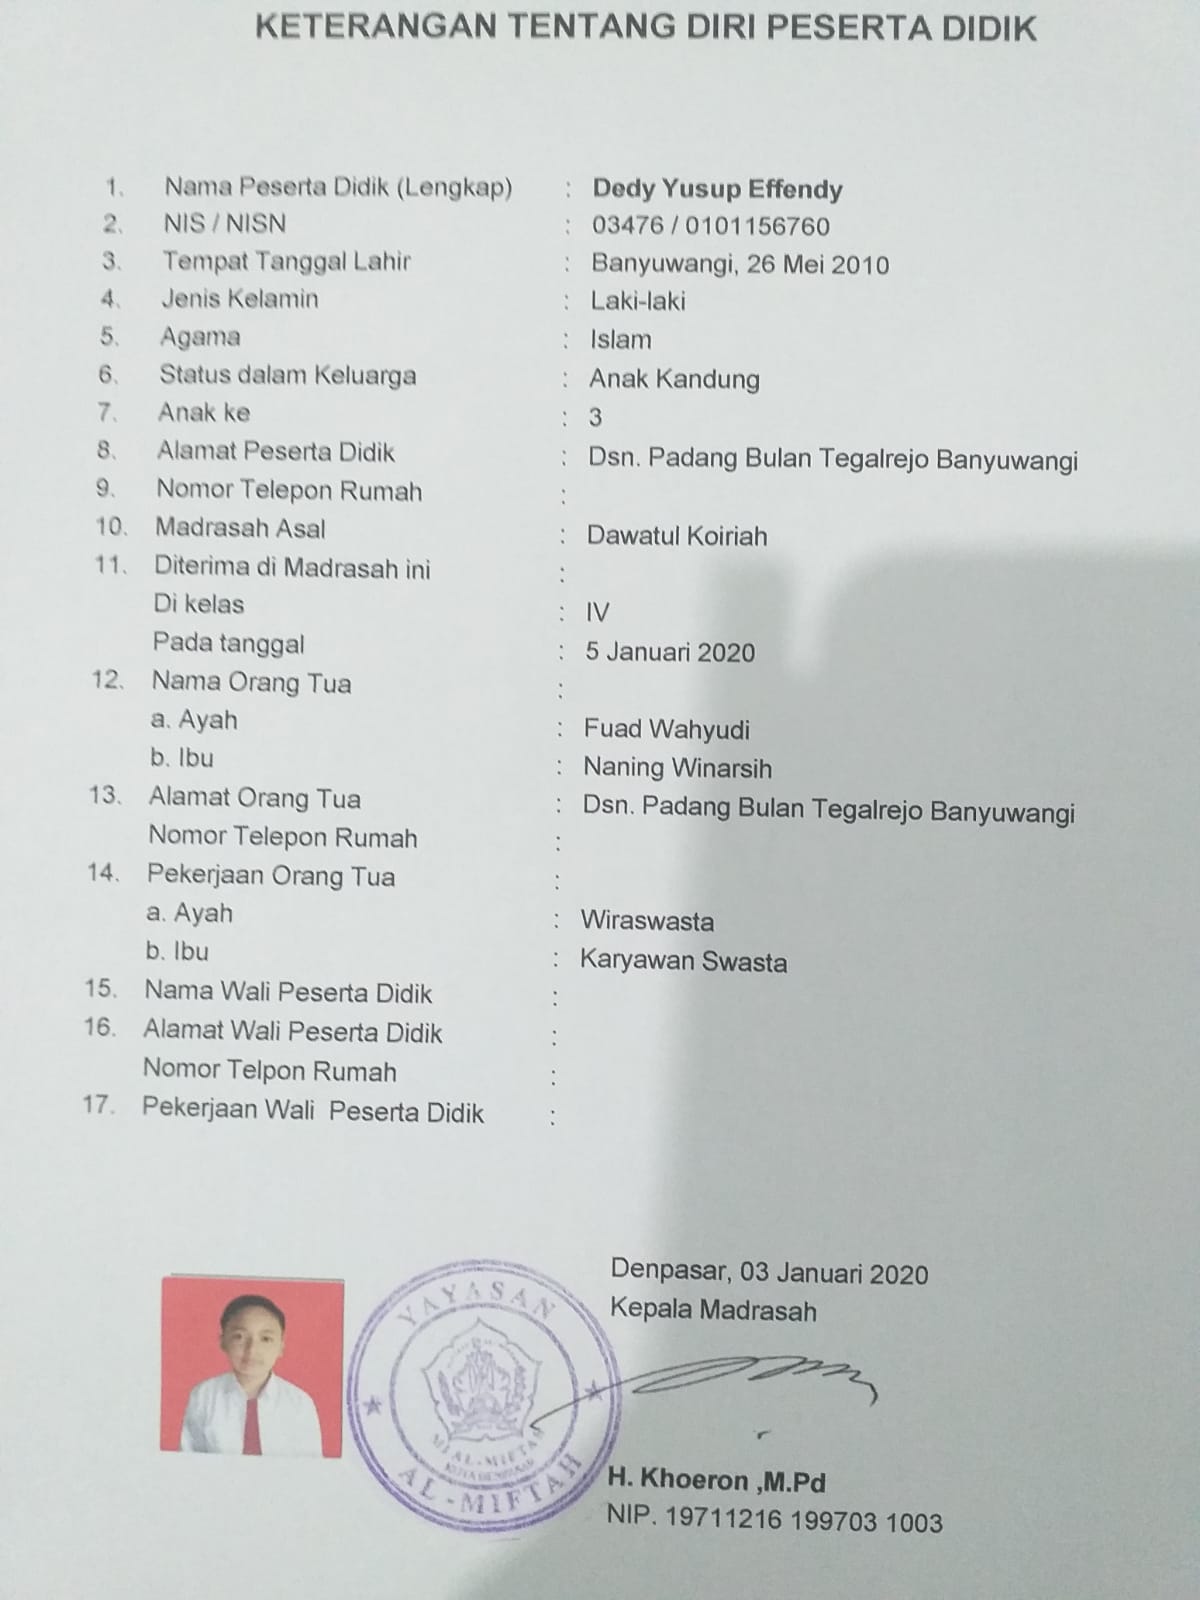 KETERANGAN TENTANG DIRI PESERTA DIDIK
1. Nama Peserta Didik (Lengkap) : Dedy Yusup Effendy
2. NIS / NISN : 03476 / 0101156760
3. Tempat Tanggal Lahir : Banyuwangi, 26 Mei 2010
4. Jenis Kelamin : Laki-laki
5. Agama : Islam
6. Status dalam Keluarga : Anak Kandung
7. Anak ke : 3
8. Alamat Peserta Didik : Dsn. Padang Bulan Tegalrejo Banyuwangi
9. Nomor Telepon Rumah :
10. Madrasah Asal : Dawatul Koiriah
11. Diterima di Madrasah ini :
Di kelas : IV
Pada tanggal : 5 Januari 2020
12. Nama Orang Tua :
a. Ayah : Fuad Wahyudi
b. Ibu : Naning Winarsih
13. Alamat Orang Tua : Dsn. Padang Bulan Tegalrejo Banyuwangi
Nomor Telepon Rumah :
14. Pekerjaan Orang Tua :
a. Ayah : Wiraswasta
b. Ibu : Karyawan Swasta
15. Nama Wali Peserta Didik :
16. Alamat Wali Peserta Didik :
Nomor Telpon Rumah :
17. Pekerjaan Wali Peserta Didik :
Denpasar, 03 Januari 2020
Kepala Madrasah
YAYASAN
MI AL-MIFTAH
AL-MIFTAH
H. Khoeron ,M.Pd
NIP. 19711216 199703 1003